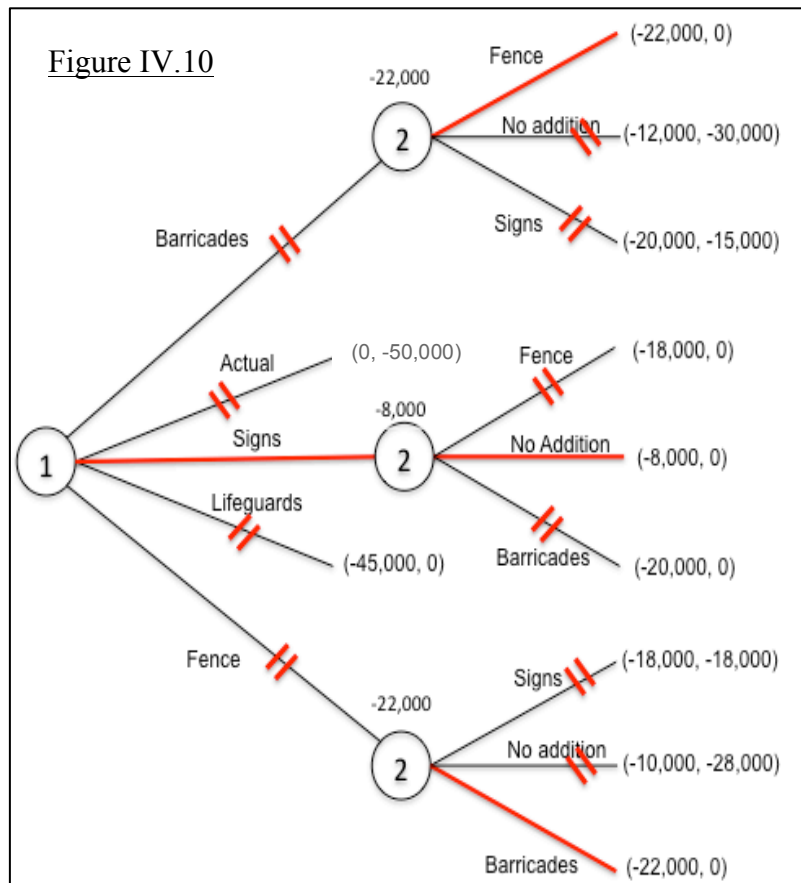 Figure IV.10
Fence
(-22,000, 0)
-22,000
2
No addition
(-12,000, -30,000)
Signs
(-20,000, -15,000)
Barricades
Actual
(0, -50,000)
Fence
(-18,000, 0)
-8,000
1
Signs
2
No Addition
(-8,000, 0)
Lifeguards
(-45,000, 0)
Barricades
(-20,000, 0)
Fence
Signs
(-18,000, -18,000)
-22,000
2
No addition
(-10,000, -28,000)
Barricades
(-22,000, 0)